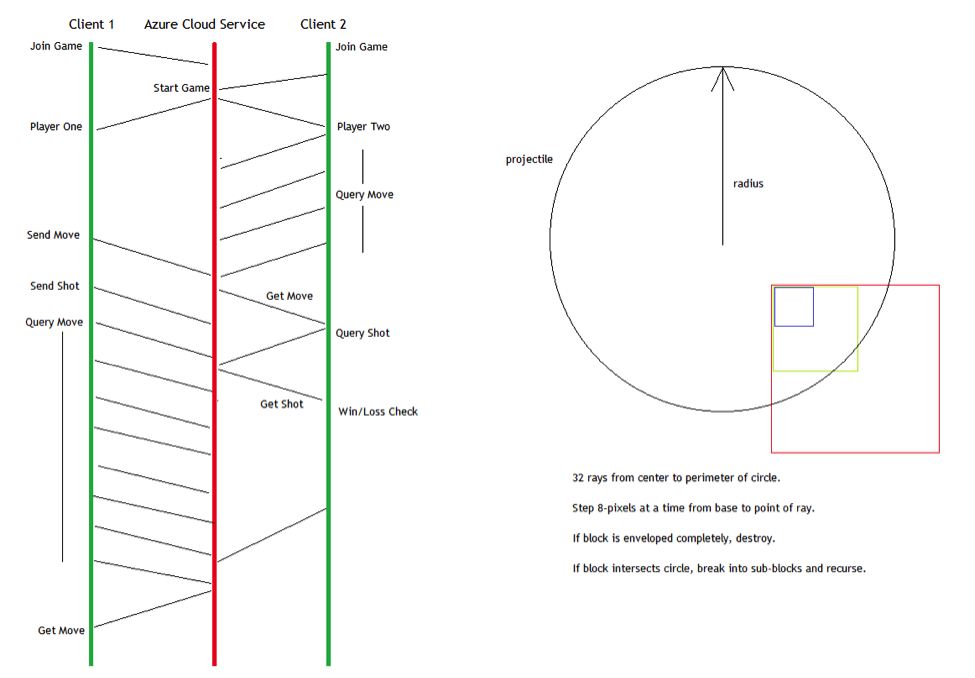 Client 1
Azure Cloud Service
Client 2
Join Game
Join Game
Start Game
Player One
Player Two
Query Move
Send Move
Send Shot
Get Move
Query Move
Query Shot
Get Shot
Win/Loss Check
Get Move
projectile
radius
32 rays from center to perimeter of circle.
Step 8-pixels at a time from base to point of ray.
If block is enveloped completely, destroy.
If block intersects circle, break into sub-blocks and recurse.